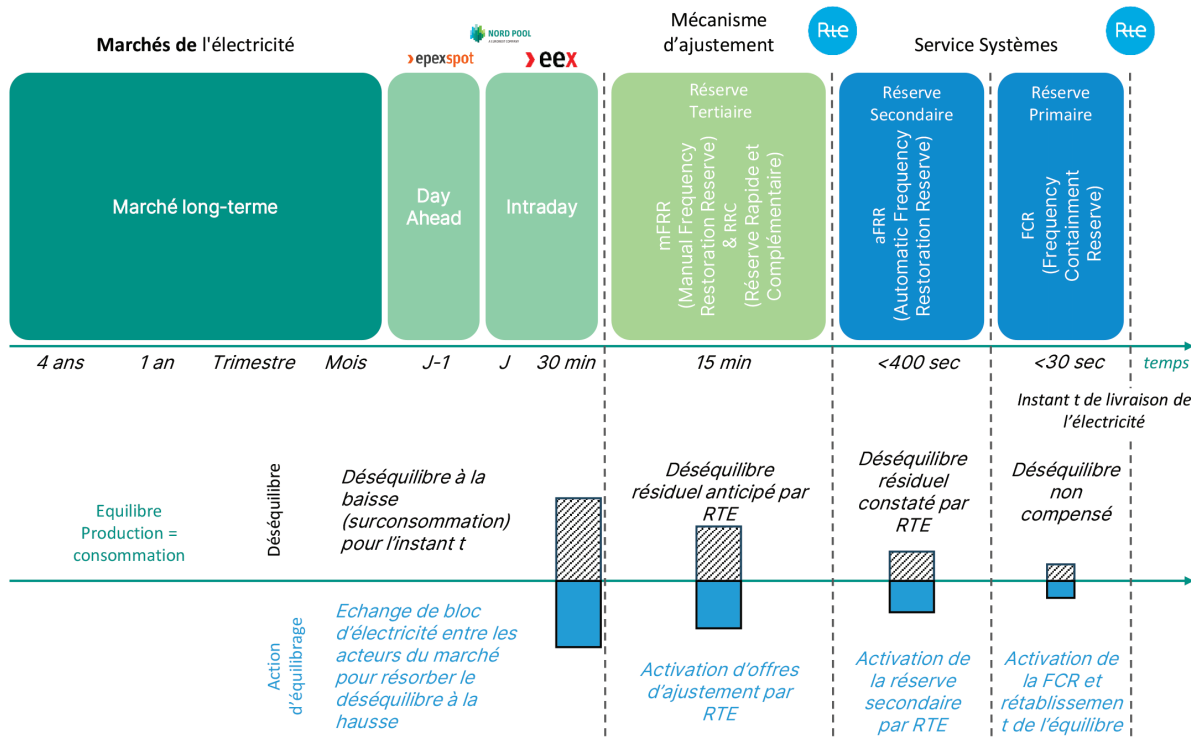 Marchés de l'électricité
NORD POOL
epexspot
eex
Mécanisme
d'ajustement
Rte
Service Systèmes
Rte
Marché long-terme
Day
Ahead
Intraday
Réserve
Tertiaire
mFRR
(Manual Frequency
Restoration Reserve)
& RRC
(Réserve Rapide et
Complémentaire)
Réserve
Secondaire
aFRR
(Automatic Frequency
Restoration Reserve)
Réserve
Primaire
FCR
(Frequency
Containment
Reserve)
4 ans
1 an
Trimestre
Mois
J-1
J
30 min
15 min
<400 sec
<30 sec
temps
Instant t de livraison de
l'électricité
Equilibre
Production =
consommation
Déséquilibre
Déséquilibre à la
baisse
(surconsommation)
pour l'instant t
Déséquilibre
résiduel anticipé par
RTE
Déséquilibre
résiduel
constaté par
RTE
Déséquilibre
non
compensé
Action
d'équilibrage
Echange de bloc
d'électricité entre les
acteurs du marché
pour résorber le
déséquilibre à la
hausse
Activation d'offres
d'ajustement par
RTE
Activation de
la réserve
secondaire
par RTE
Activation de
la FCR et
rétablissemen
t de l'équilibre